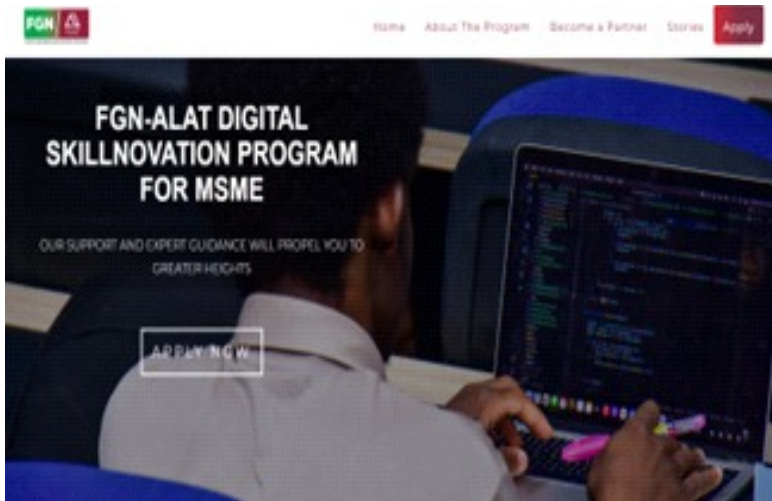 FGN
Home About The Program Become a Partner Stories Apply
FGN-ALAT DIGITAL
SKILLNOVATION PROGRAM
FOR MSME
OUR SUPPORT AND EXPERT GUIDANCE WILL PROPEL YOU TO
GREATER HEIGHTS
APPLY NOW